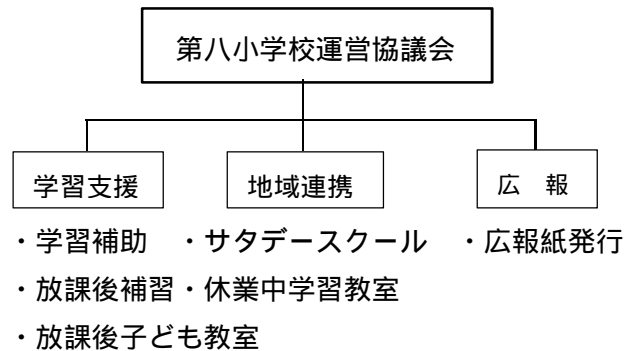 第八小学校運営協議会
学習支援 地域連携 広 報
・学習補助 ・サタデースクール ・広報紙発行
・放課後補習・休業中学習教室
・放課後子ども教室